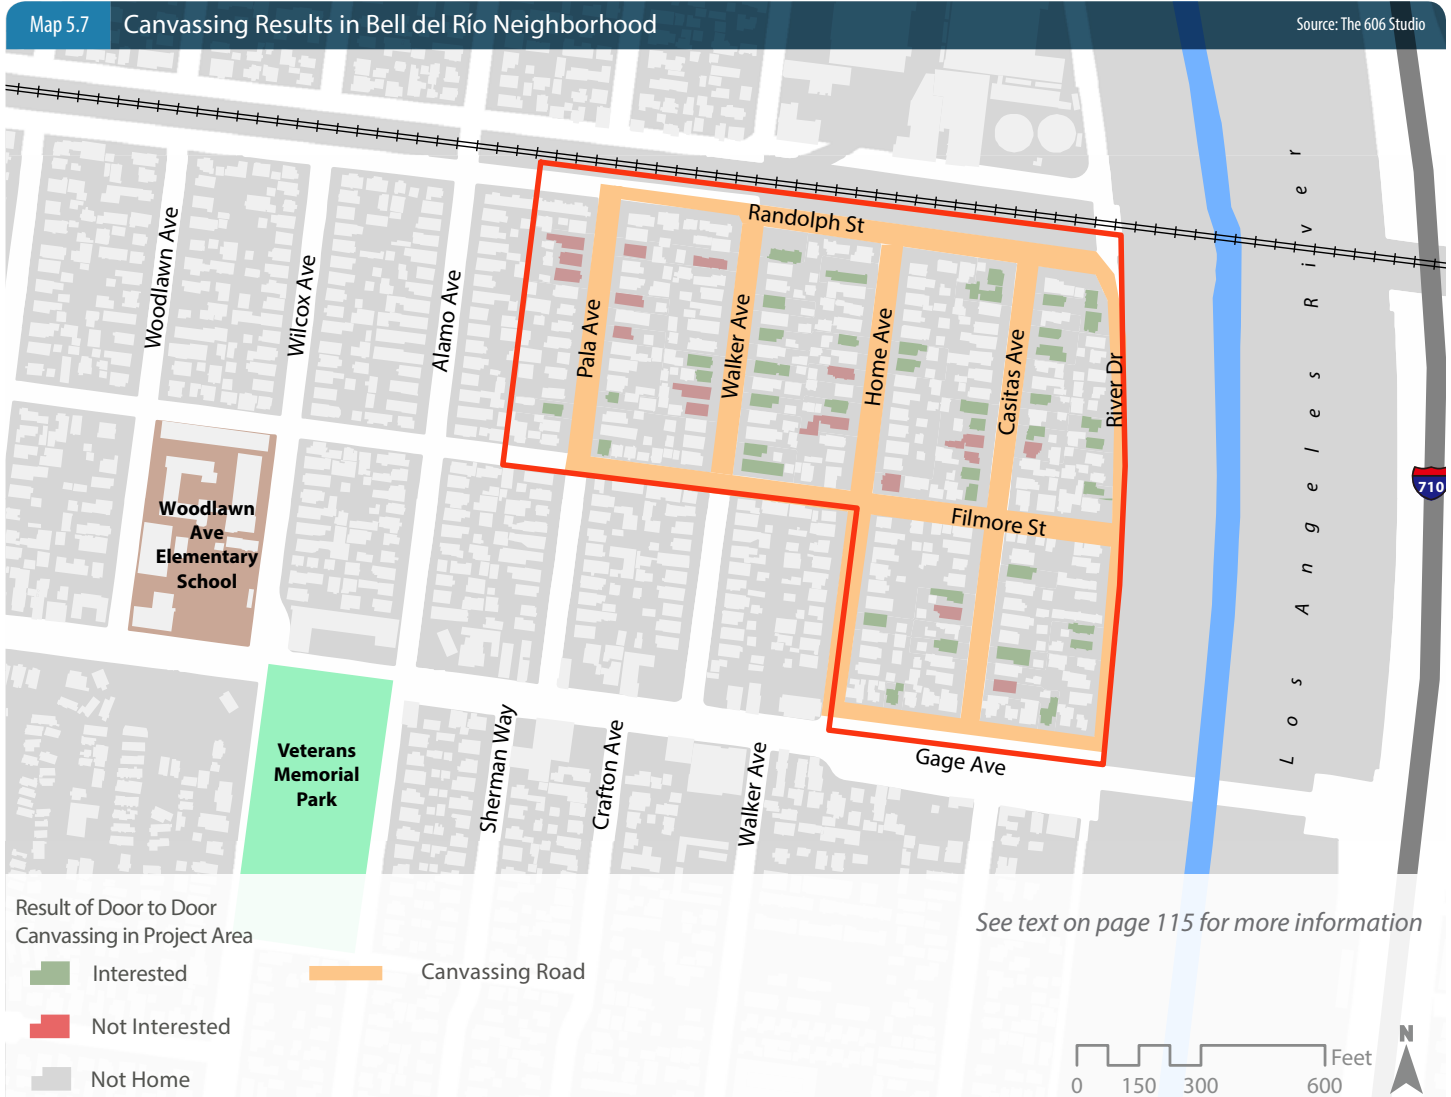 Map 5.7
Canvassing Results in Bell del Río Neighborhood
Source: The 606 Studio
Randolph St
Woodlawn Ave
Wilcox Ave
Alamo Ave
Pala Ave
Walker Ave
Home Ave
Casitas Ave
River Dr
Los Angeles River
710
Filmore St
Woodlawn
Ave
Elementary
School
Veterans
Memorial
Park
Sherman Way
Crafton Ave
Walker Ave
Gage Ave
Result of Door to Door
Canvassing in Project Area
Interested
Not Interested
Not Home
Canvassing Road
See text on page 115 for more information
N
Feet
0 150 300 600